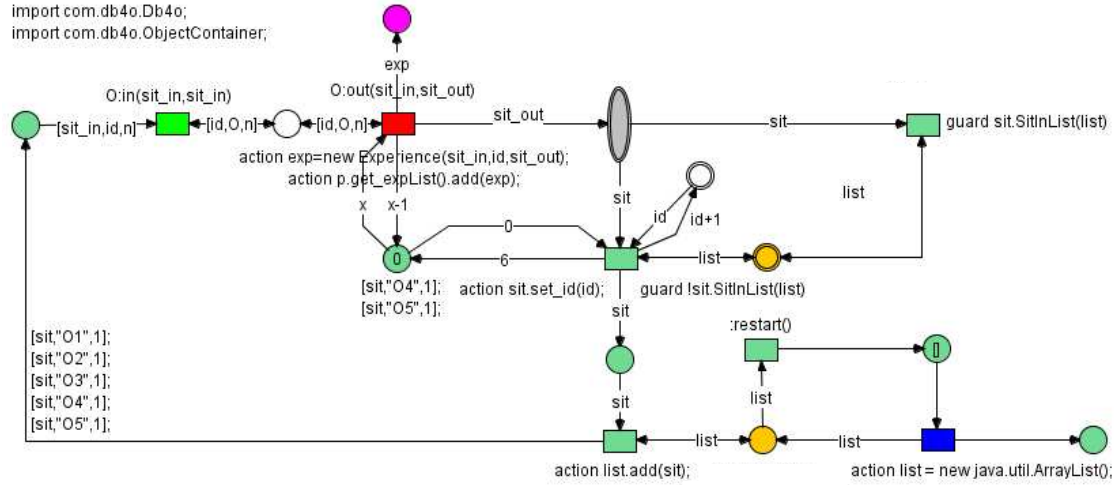 import com.db4o.Db4o;
import com.db4o.ObjectContainer;
exp
O:in(sit_in,sit_in)
O:out(sit_in,sit_out)
[sit_in,id,n]
[id,O,n]
[id,O,n]
sit_out
sit
guard sit.SitInList(list)
action exp=new Experience(sit_in,id,sit_out);
action p.get_expList().add(exp);
sit
list
x
x-1
id
id+1
0
0
6
list
[sit,"O4",1];
[sit,"O5",1];
action sit.set_id(id);
guard !sit.SitInList(list)
sit
:restart()
[sit,"O1",1];
[sit,"O2",1];
[sit,"O3",1];
[sit,"O4",1];
[sit,"O5",1];
[]
list
sit
list
list
action list.add(sit);
action list = new java.util.ArrayList();